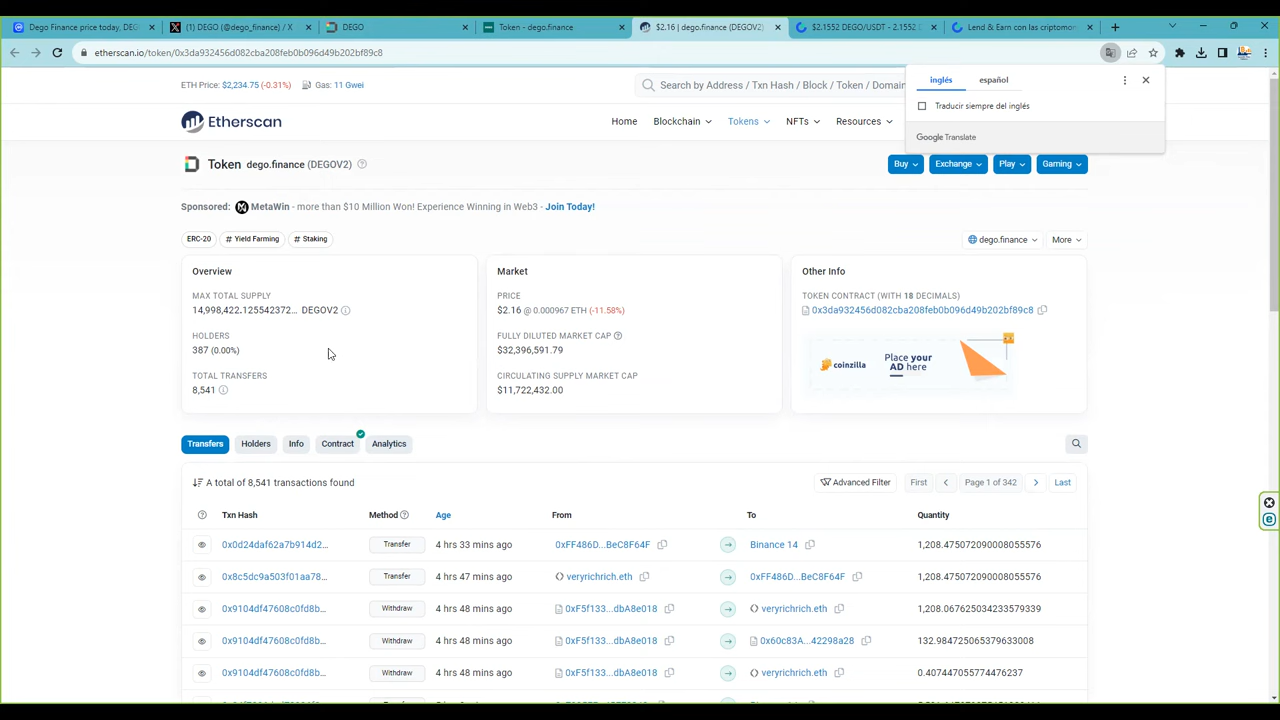 Dego Finance price today, DEG
(1) DEGO (@dego_finance) / X
DEGO
Token - dego.finance
$2.16 | dego.finance (DEGOV2)
$2.1552 DEGO/USDT - 2.1552
Lend & Earn con las criptomon
etherscan.io/token/0x3da932456d082cba208feb0b096d49b202bf89c8
ETH Price: $2,234.75 (-0.31%)
Gas: 11 Gwei
Search by Address / Txn Hash / Block / Token / Domain
inglés
español
Traducir siempre del inglés
Google Translate
Etherscan
Home
Blockchain
Tokens
NFTs
Resources
Token dego.finance (DEGOV2)
Buy
Exchange
Play
Gaming
Sponsored: MetaWin - more than $10 Million Won! Experience Winning in Web3 - Join Today!
ERC-20
# Yield Farming
# Staking
dego.finance
More
Overview
MAX TOTAL SUPPLY
14,998,422.125542372... DEGOV2
HOLDERS
387 (0.00%)
TOTAL TRANSFERS
8,541
Market
PRICE
$2.16 @ 0.000967 ETH (-11.58%)
FULLY DILUTED MARKET CAP
$32,396,591.79
CIRCULATING SUPPLY MARKET CAP
$11,722,432.00
Other Info
TOKEN CONTRACT (WITH 18 DECIMALS)
0x3da932456d082cba208feb0b096d49b202bf89c8
coinzilla
Place your
AD here
Transfers
Holders
Info
Contract
Analytics
A total of 8,541 transactions found
Advanced Filter
First
Page 1 of 342
Last
Txn Hash Method Age From To Quantity
0x0d24daf62a7b914d2... Transfer 4 hrs 33 mins ago 0xFF486D...BeC8F64F Binance 14 1,208.475072090008055576
0x8c5dc9a503f01aa78... Transfer 4 hrs 47 mins ago veryrichrich.eth 0xFF486D...BeC8F64F 1,208.475072090008055576
0x9104df47608c0fd8b... Withdraw 4 hrs 48 mins ago 0xF5f133...dbA8e018 veryrichrich.eth 1,208.067625034233579339
0x9104df47608c0fd8b... Withdraw 4 hrs 48 mins ago 0xF5f133...dbA8e018 0x60c83A...42298a28 132.984725065379633008
0x9104df47608c0fd8b... Withdraw 4 hrs 48 mins ago 0xF5f133...dbA8e018 veryrichrich.eth 0.407447055774476237